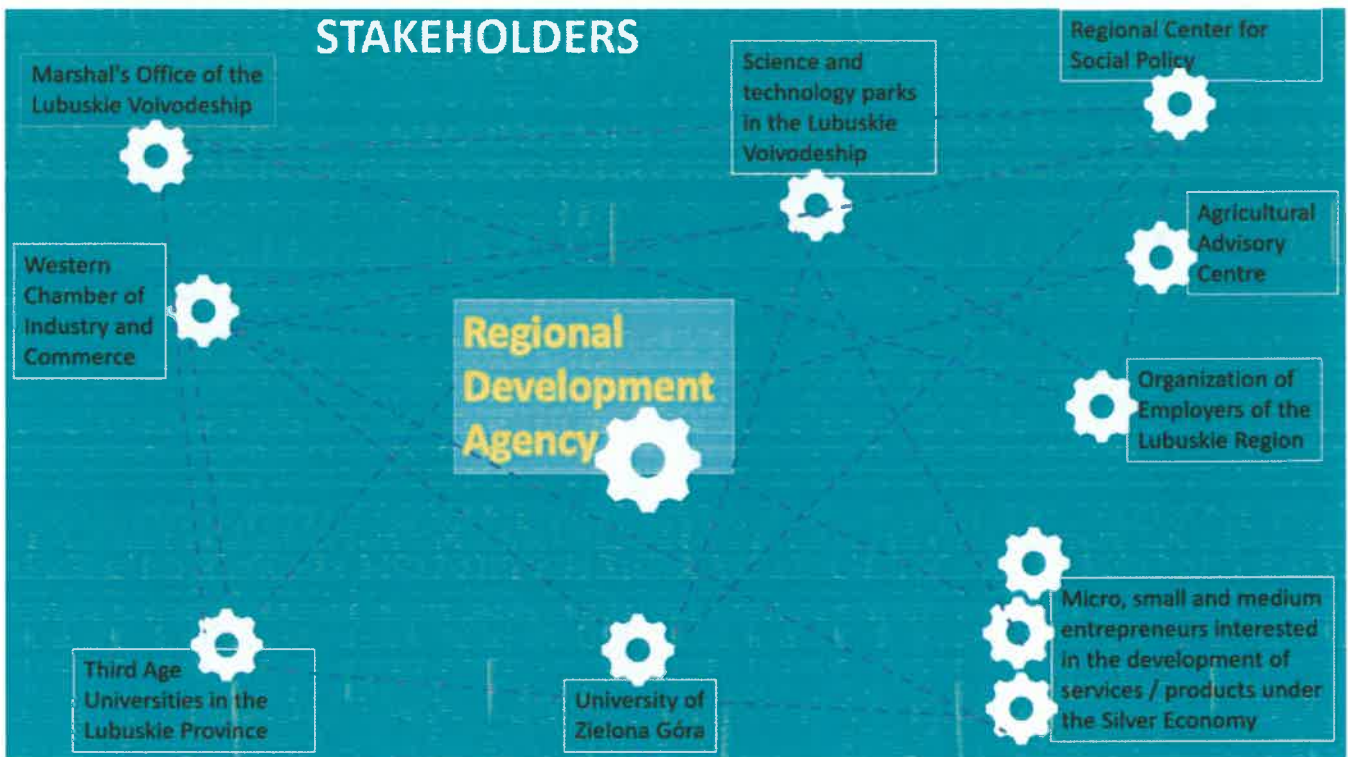 STAKEHOLDERS
Marshal's Office of the
Lubuskie Voivodeship
Science and
technology parks
in the Lubuskie
Voivodeship
Regional Center for
Social Policy
Western
Chamber of
Industry and
Commerce
Agricultural
Advisory
Centre
Regional
Development
Agency
Organization of
Employers of the
Lubuskie Region
Third Age
Universities in the
Lubuskie Province
University of
Zielona Góra
Micro, small and medium
entrepreneurs interested
in the development of
services / products under
the Silver Economy